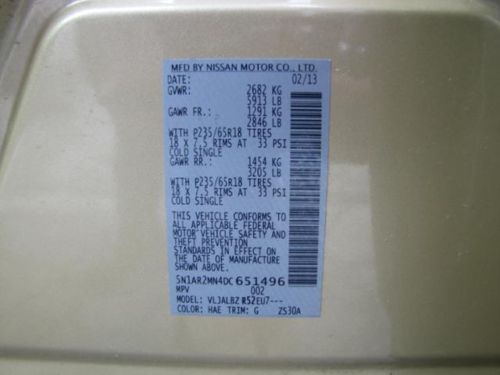 MFD BY NISSAN MOTOR CO., LTD.
DATE: 02/13
GVWR: 2682 KG
5913 LB
GAWR FR.: 1291 KG
2846 LB
WITH P235/65R18 TIRES
18 X 7.5 RIMS AT 33 PSI
COLD SINGLE
GAWR RR.: 1454 KG
3205 LB
WITH P235/65R18 TIRES
18 X 7.5 RIMS AT 33 PSI
COLD SINGLE
THIS VEHICLE CONFORMS TO
ALL APPLICABLE FEDERAL
MOTOR VEHICLE SAFETY AND
THEFT PREVENTION
STANDARDS IN EFFECT ON
THE DATE OF MANUFACTURE
SHOWN ABOVE.
5N1AR2MN4DC651496
MPV 002
MODEL: VLJALBZ R52EU7---
COLOR: HAE TRIM: G ZS30A